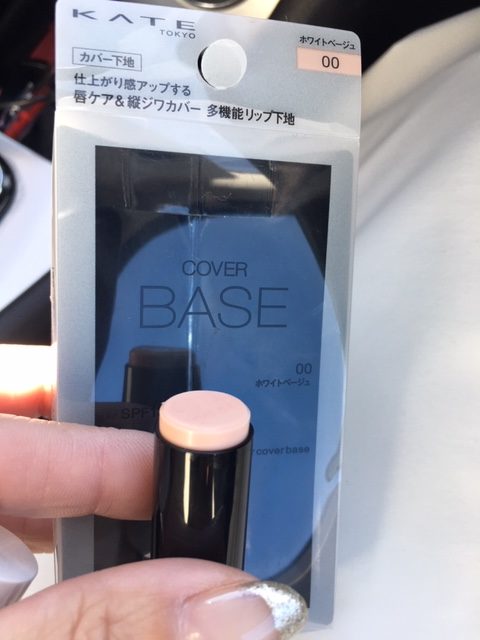 KATE
TOKYO
ホワイトベージュ
00
カバー下地
仕上がり感アップする
唇ケア&縦ジワカバー 多機能リップ下地
COVER
BASE
00
ホワイトベージュ
coverbase